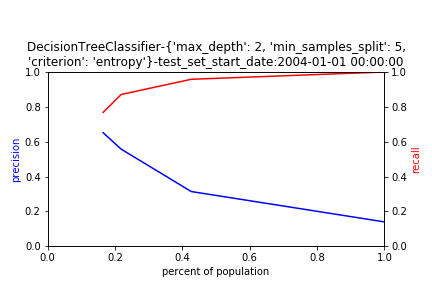 DecisionTreeClassifier-{'max_depth': 2, 'min_samples_split': 5,
'criterion': 'entropy'}-test_set_start_date:2004-01-01 00:00:00
1.0
0.8
0.6
0.4
0.2
0.0
precision
1.0
0.8
0.6
0.4
0.2
0.0
recall
0.0 0.2 0.4 0.6 0.8 1.0
percent of population